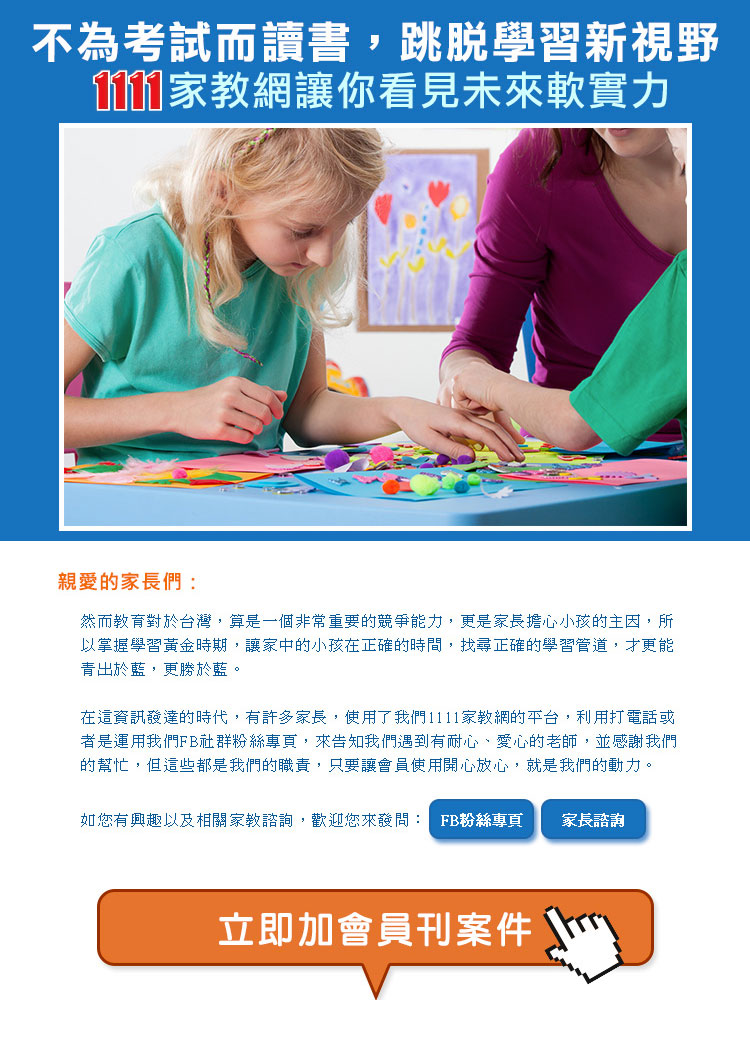 不為考試而讀書，跳脫學習新視野
1111家教網讓你看見未來軟實力
親愛的家長們：
然而教育對於台灣，算是一個非常重要的競爭能力，更是家長擔心小孩的主因，所
以掌握學習黃金時期，讓家中的小孩在正確的時間，找尋正確的學習管道，才更能
青出於藍，更勝於藍。
在這資訊發達的時代，有許多家長，使用了我們1111家教網的平台，利用打電話或
者是運用我們FB社群粉絲專頁，來告知我們遇到有耐心、愛心的老師，並感謝我們
的幫忙，但這些都是我們的職責，只要讓會員使用開心放心，就是我們的動力。
如您有興趣以及相關家教諮詢，歡迎您來發問： FB粉絲專頁 家長諮詢
立即加會員刊案件